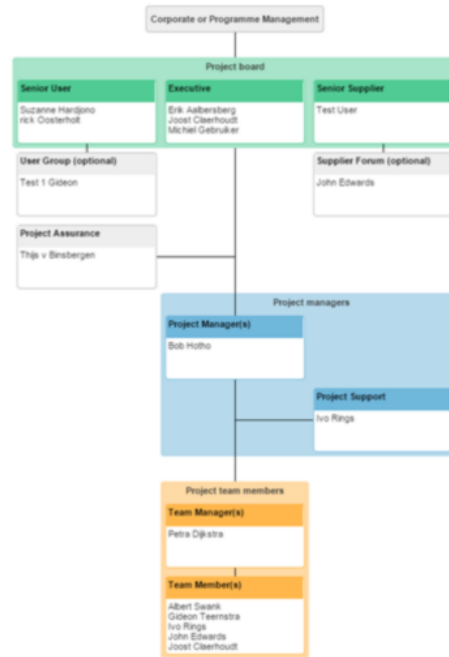 Corporate or Programme Management
Project board
Senior User
Suzanne Hardjono
rick Oosterholt
Executive
Erik Aalbersberg
Joost Claerhoudt
Michiel Gebruiker
Senior Supplier
Test User
User Group (optional)
Test 1 Gideon
Supplier Forum (optional)
John Edwards
Project Assurance
Thijs v Binsbergen
Project managers
Project Manager(s)
Bob Hotho
Project Support
Ivo Rings
Project team members
Team Manager(s)
Petra Dijkstra
Team Member(s)
Albert Swank
Gideon Teernstra
Ivo Rings
John Edwards
Joost Claerhoudt